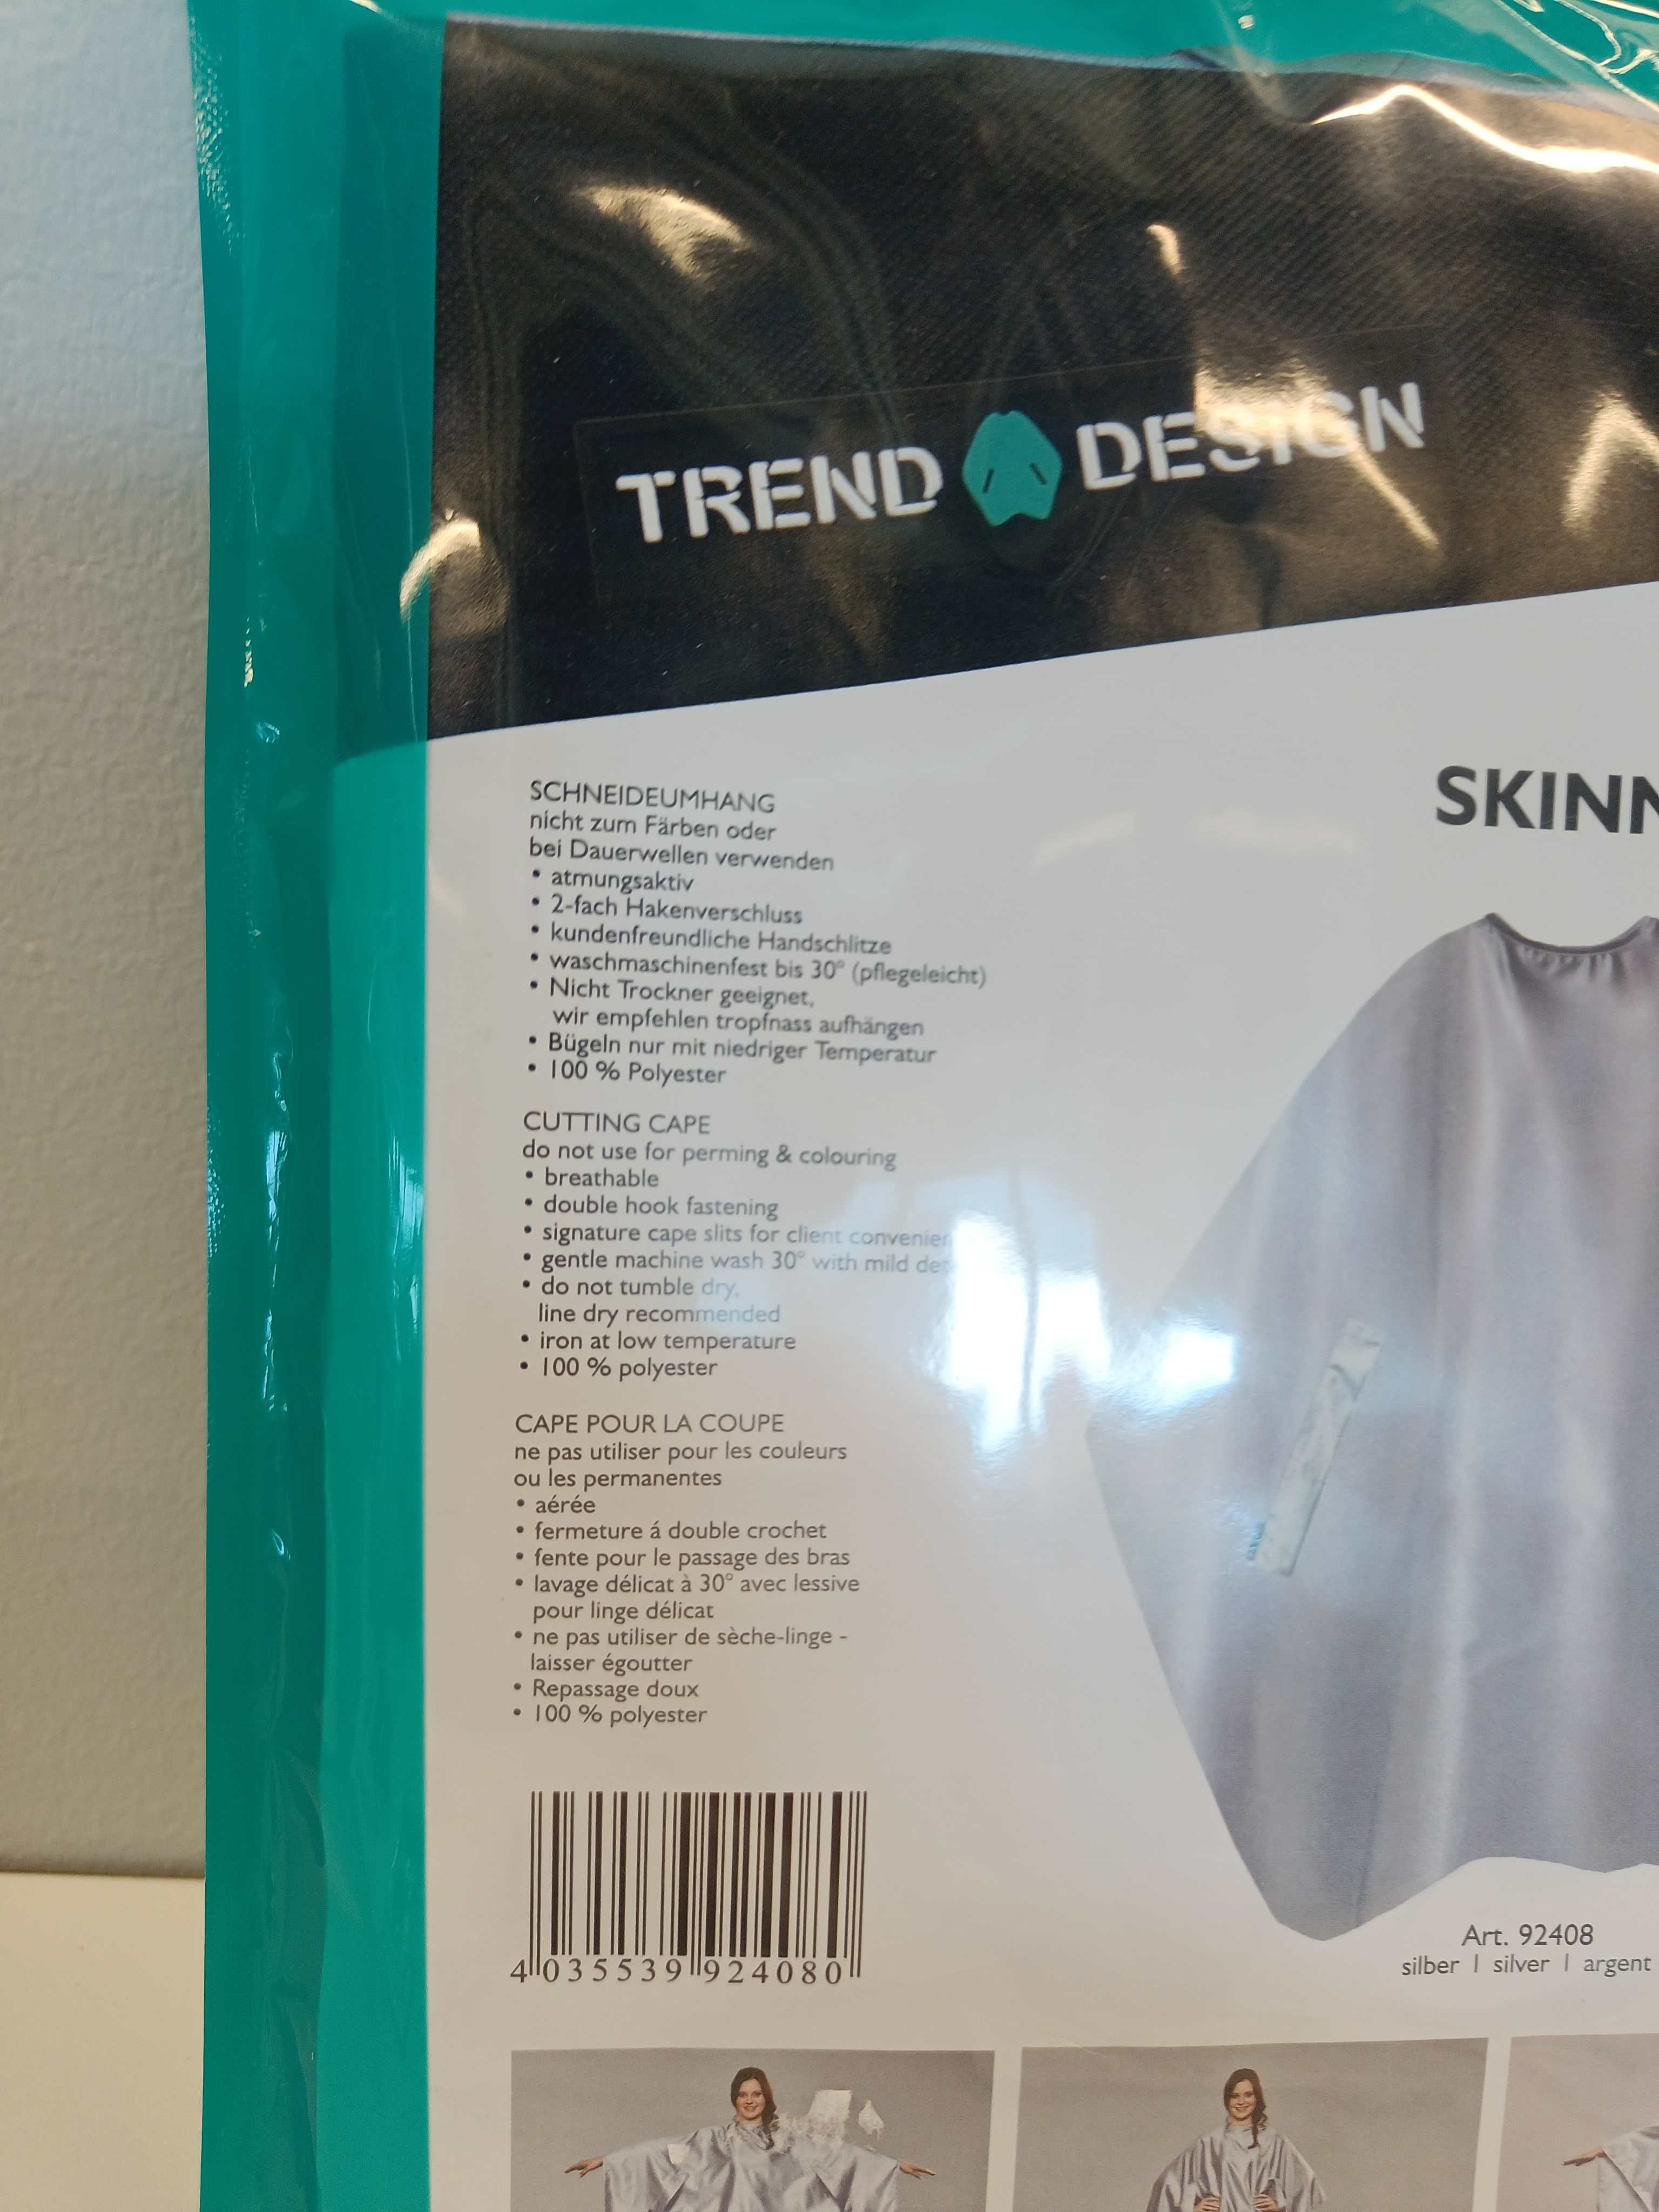 TREND DESIGN
SCHNEIDEUMHANG
nicht zum Färben oder
bei Dauerwellen verwenden
• atmungsaktiv
• 2-fach Hakenverschluss
• kundenfreundliche Handschlitze
• waschmaschinenfest bis 30° (pflegeleicht)
• Nicht Trockner geeignet,
wir empfehlen tropfnass aufhängen
• Bügeln nur mit niedriger Temperatur
• 100 % Polyester
CUTTING CAPE
do not use for perming & colouring
• breathable
• double hook fastening
• signature cape slits for client
• gentle machine wash 30° with mild
• do not tumble dry,
line dry recommended
• iron at low temperature
• 100 % polyester
CAPE POUR LA COUPE
ne pas utiliser pour les couleurs
ou les permanentes
• aérée
• fermeture á double crochet
• fente pour le passage des bras
• lavage délicat à 30° avec lessive
pour linge délicat
• ne pas utiliser de sèche-linge -
laisser égoutter
• Repassage doux
• 100 % polyester
4 035539 924080
Art. 92408
silber | silver | argent